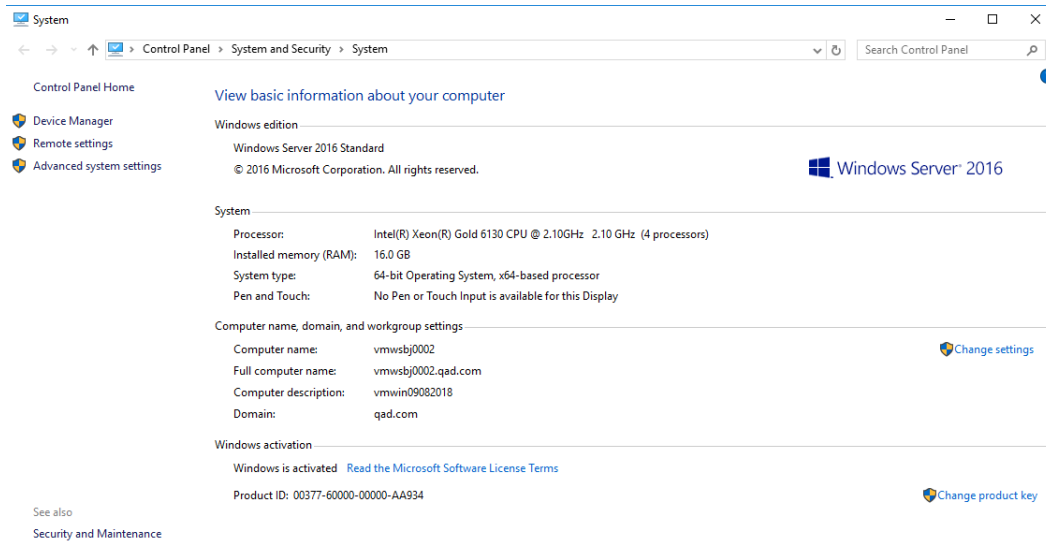 System
Control Panel > System and Security > System
Search Control Panel
Control Panel Home
Device Manager
Remote settings
Advanced system settings
View basic information about your computer
Windows edition
Windows Server 2016 Standard
© 2016 Microsoft Corporation. All rights reserved.
Windows Server® 2016
System
Processor: Intel(R) Xeon(R) Gold 6130 CPU @ 2.10GHz 2.10 GHz (4 processors)
Installed memory (RAM): 16.0 GB
System type: 64-bit Operating System, x64-based processor
Pen and Touch: No Pen or Touch Input is available for this Display
Computer name, domain, and workgroup settings
Computer name: vmwsbj0002
Change settings
Full computer name: vmwsbj0002.qad.com
Computer description: vmwin09082018
Domain: qad.com
Windows activation
Windows is activated Read the Microsoft Software License Terms
Product ID: 00377-60000-00000-AA934
Change product key
See also
Security and Maintenance